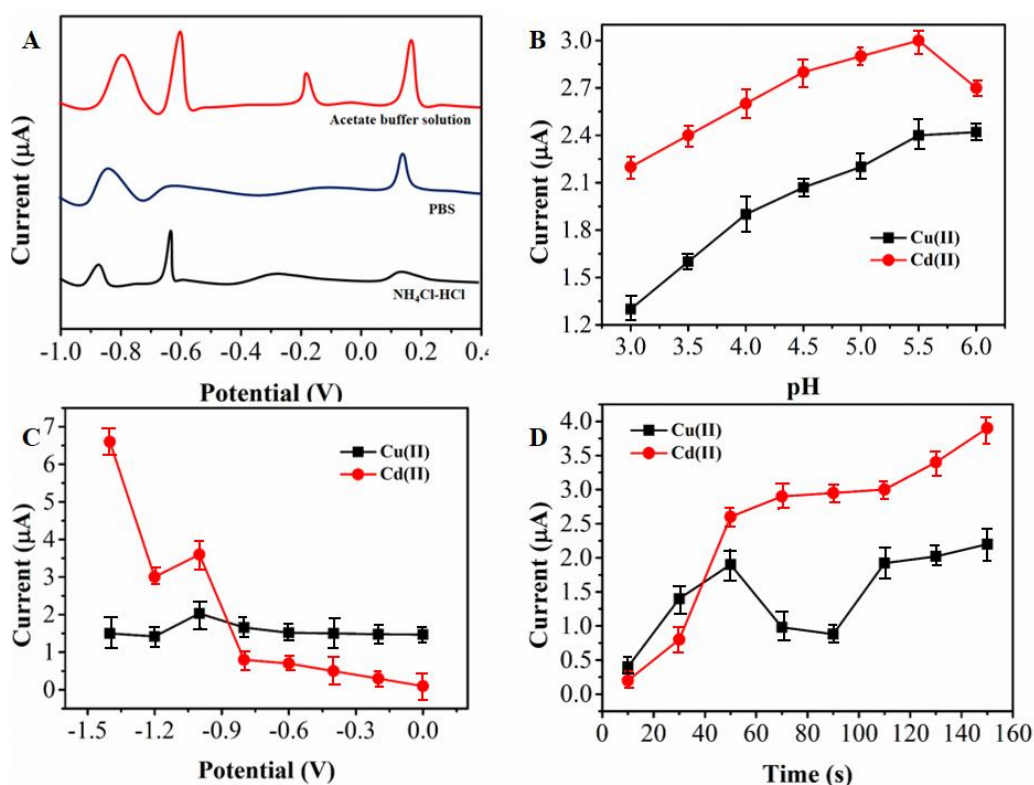 A
Current (µA)
Acetate buffer solution
PBS
NH₄Cl-HCl
-1.0 -0.8 -0.6 -0.4 -0.2 0.0 0.2 0.4
Potential (V)
B
Current (µA)
3.0
2.7
2.4
2.1
1.8
1.5
1.2
Cu(II)
Cd(II)
3.0 3.5 4.0 4.5 5.0 5.5 6.0
pH
C
Current (µA)
7
6
5
4
3
2
1
0
Cu(II)
Cd(II)
-1.5 -1.2 -0.9 -0.6 -0.3 0.0
Potential (V)
D
Current (µA)
4.0
3.5
3.0
2.5
2.0
1.5
1.0
0.5
0.0
Cu(II)
Cd(II)
0 20 40 60 80 100 120 140 160
Time (s)